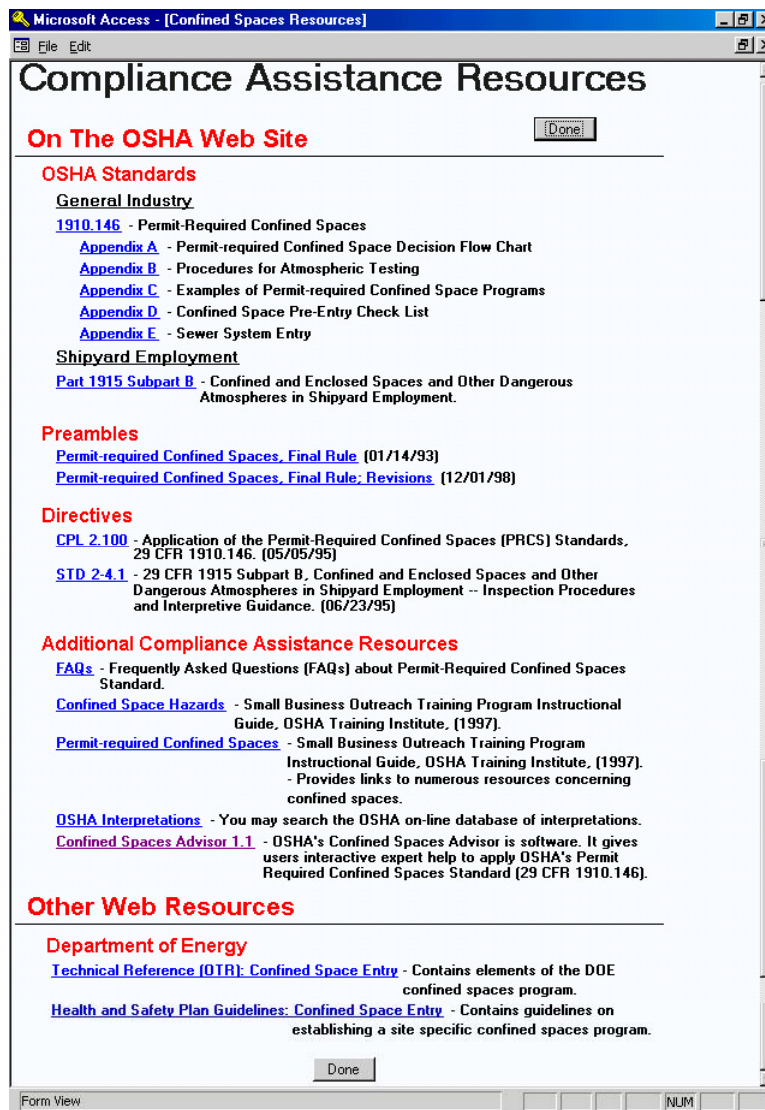 Microsoft Access - [Confined Spaces Resources]
File Edit
Compliance Assistance Resources
Done
On The OSHA Web Site
OSHA Standards
General Industry
1910.146 - Permit-Required Confined Spaces
Appendix A - Permit-required Confined Space Decision Flow Chart
Appendix B - Procedures for Atmospheric Testing
Appendix C - Examples of Permit-required Confined Space Programs
Appendix D - Confined Space Pre-Entry Check List
Appendix E - Sewer System Entry
Shipyard Employment
Part 1915 Subpart B - Confined and Enclosed Spaces and Other Dangerous
Atmospheres in Shipyard Employment.
Preambles
Permit-required Confined Spaces, Final Rule (01/14/93)
Permit-required Confined Spaces, Final Rule; Revisions (12/01/98)
Directives
CPL 2.100 - Application of the Permit-Required Confined Spaces (PRCS) Standards,
29 CFR 1910.146. (05/05/95)
STD 2-4.1 - 29 CFR 1915 Subpart B, Confined and Enclosed Spaces and Other
Dangerous Atmospheres in Shipyard Employment -- Inspection Procedures
and Interpretive Guidance. (06/23/95)
Additional Compliance Assistance Resources
FAQs - Frequently Asked Questions (FAQs) about Permit-Required Confined Spaces
Standard.
Confined Space Hazards - Small Business Outreach Training Program Instructional
Guide, OSHA Training Institute, (1997).
Permit-required Confined Spaces - Small Business Outreach Training Program
Instructional Guide, OSHA Training Institute, (1997).
- Provides links to numerous resources concerning
confined spaces.
OSHA Interpretations - You may search the OSHA on-line database of interpretations.
Confined Spaces Advisor 1.1 - OSHA's Confined Spaces Advisor is software. It gives
users interactive expert help to apply OSHA's Permit
Required Confined Spaces Standard (29 CFR 1910.146).
Other Web Resources
Department of Energy
Technical Reference (OTR): Confined Space Entry - Contains elements of the DOE
confined spaces program.
Health and Safety Plan Guidelines: Confined Space Entry - Contains guidelines on
establishing a site specific confined spaces program.
Done
Form View
NUM